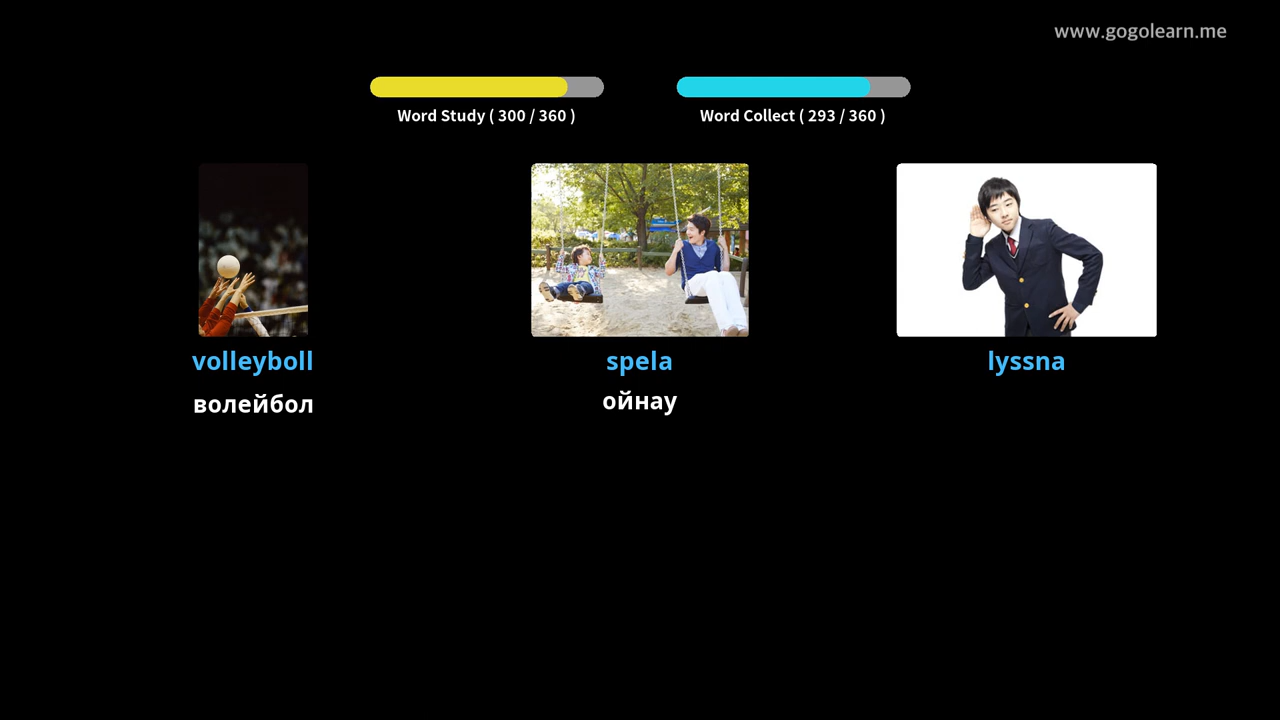 www.gogolearn.me
Word Study ( 300 / 360 )
Word Collect ( 293 / 360 )
volleyboll
волейбол
spela
ойнау
lyssna